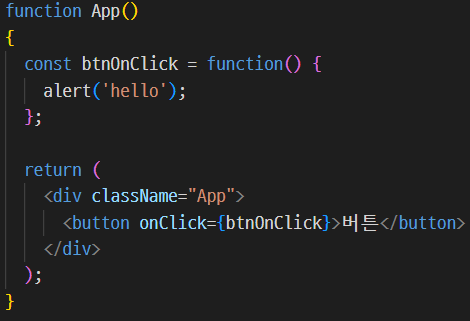 function App()
{
const btnOnClick = function() {
alert('hello');
};
return (
<div className="App">
<button onClick={btnOnClick}>버튼</button>
</div>
);
}